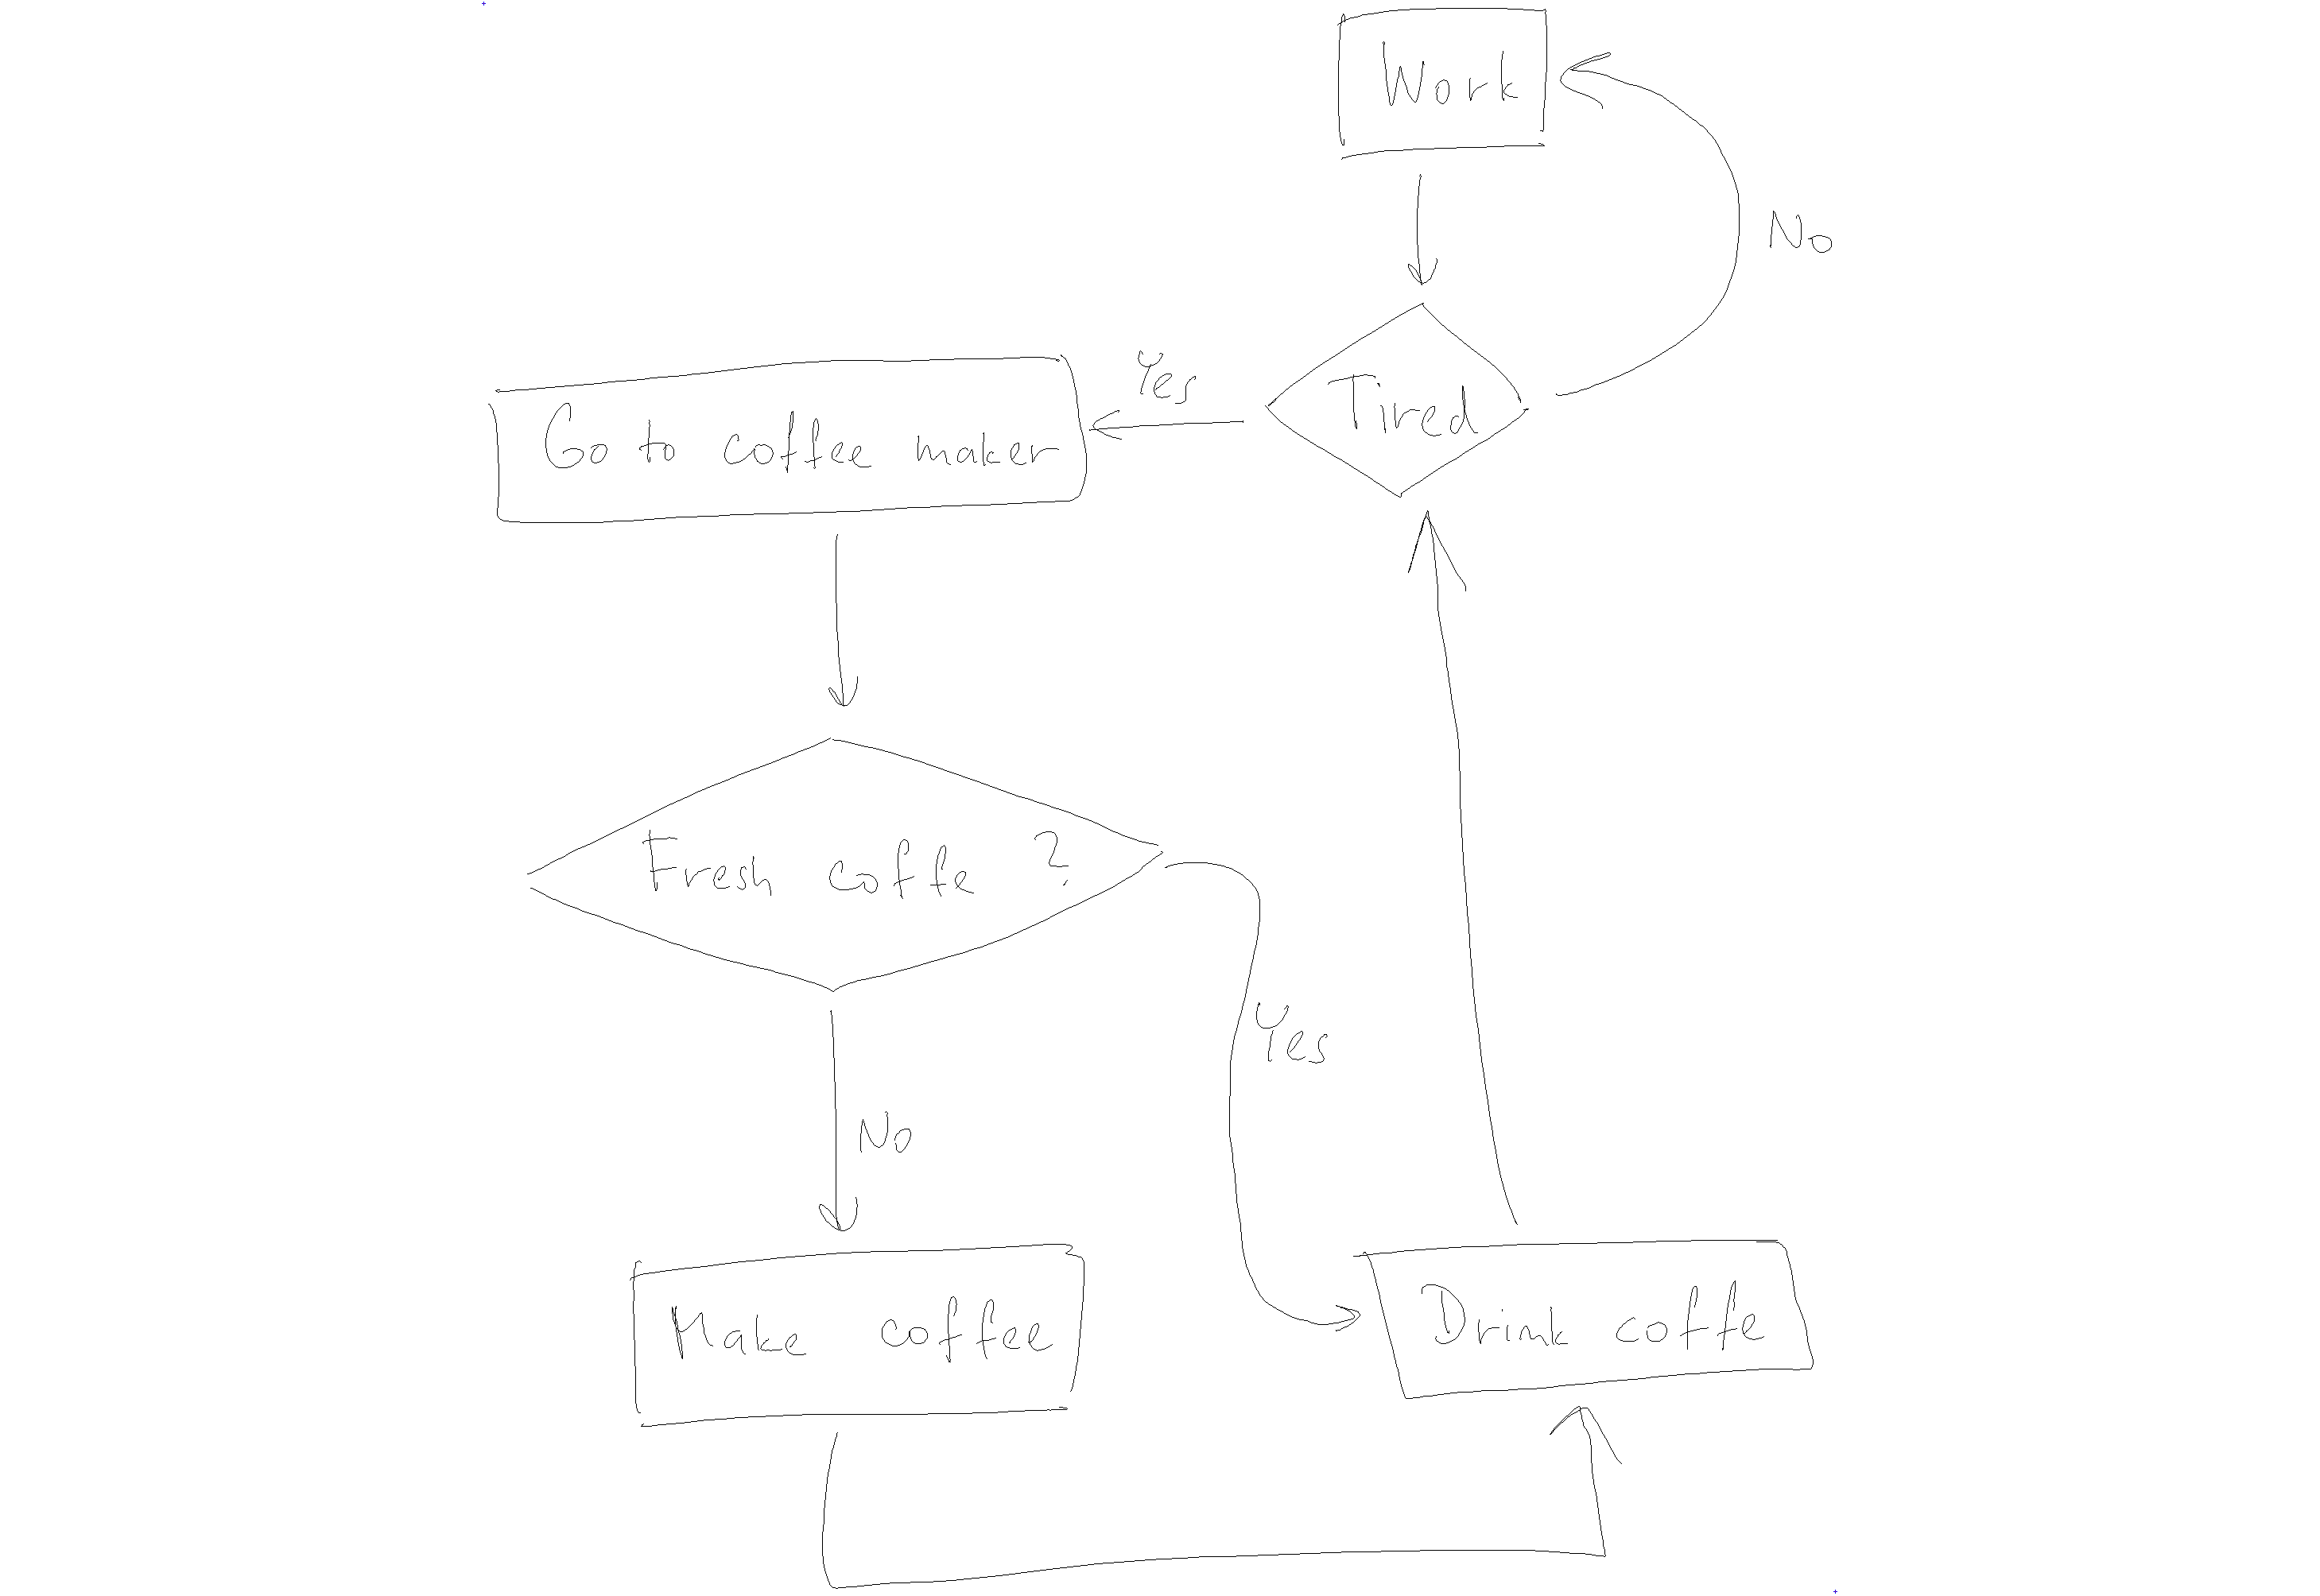 Work
No
Yes
Tired
Go to coffee maker
Fresh coffe ?
Yes
No
Make coffee
Drink coffe